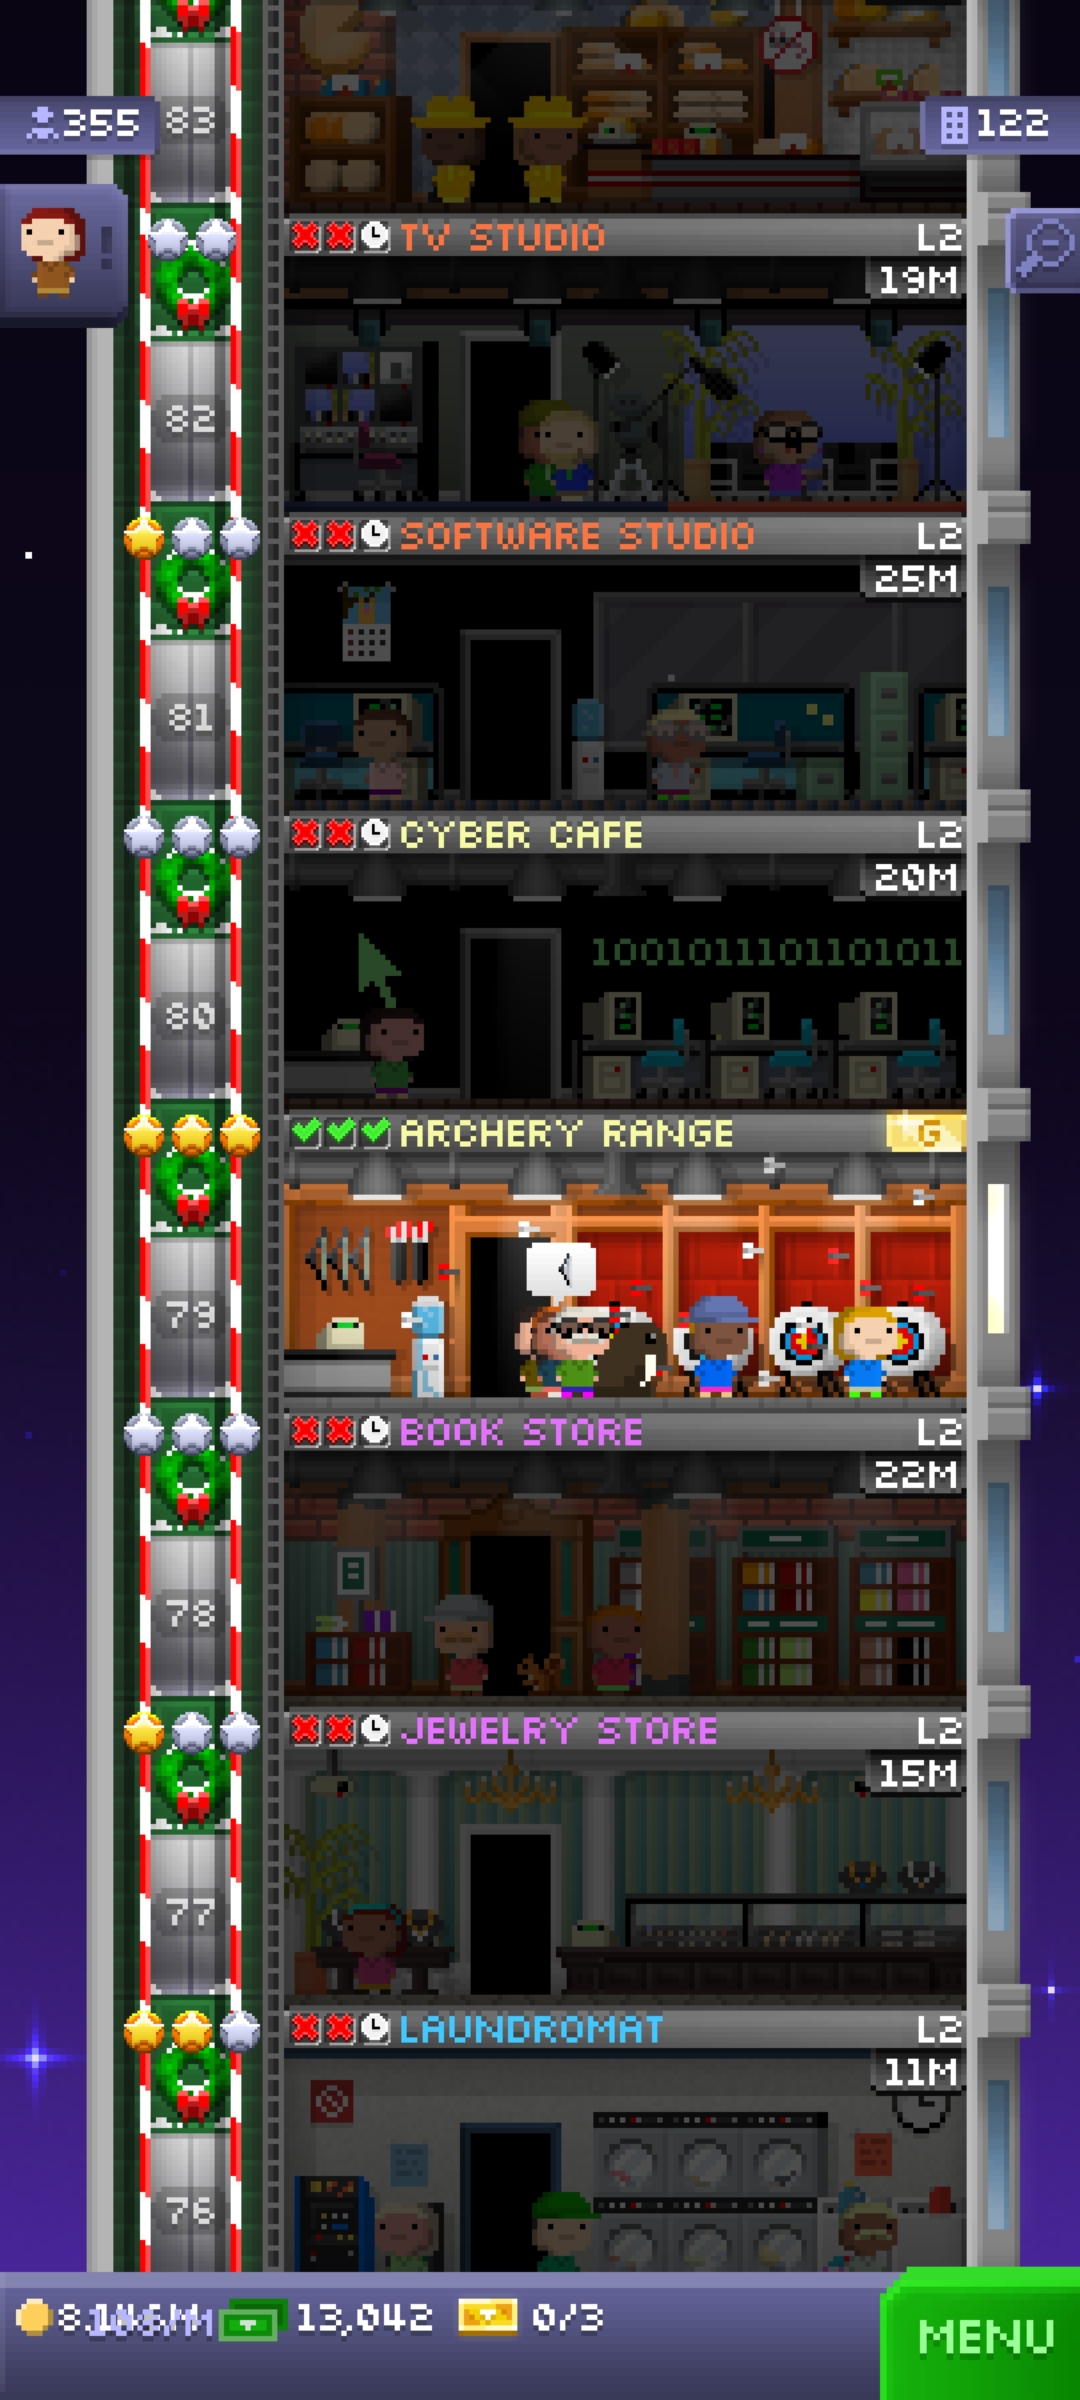 83
355
122
!
TV STUDIO L2
19M
82
SOFTWARE STUDIO L2
25M
81
CYBER CAFE L2
20M
1001011101101011
80
ARCHERY RANGE G
79
BOOK STORE L2
22M
78
JEWELRY STORE L2
15M
77
LAUNDROMAT L2
11M
76
13,042
0/3
MENU